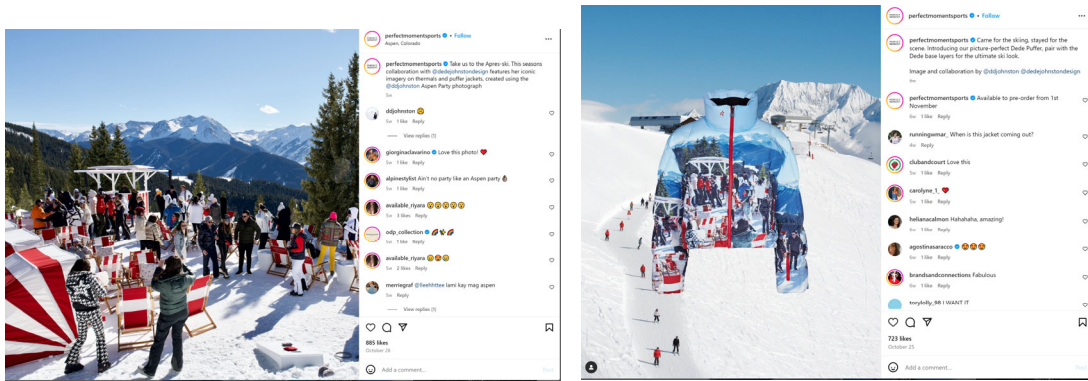 perfectmomentsports • Follow
Aspen, Colorado
perfectmomentsports Take us to the Apres-ski. This seasons
collaboration with @dedejohnstondesign features her iconic
imagery on thermals and puffer jackets, created using the
@ddjohnston Aspen Party photograph
5w
ddjohnston
5w 1 like Reply
View replies (1)
giorginaclavarino Love this photo!
5w 1 like Reply
alpinestylist Ain't no party like an Aspen party
5w 1 like Reply
available_riyara
5w 3 likes Reply
odp_collection
5w 1 like Reply
available_riyara
5w 2 likes Reply
merriegraf @lleehhttee lami kay mag aspen
5w Reply
View replies (1)
885 likes
October 26
Add a comment...
Post
perfectmomentsports • Follow
perfectmomentsports Came for the skiing, stayed for the
scene. Introducing our picture-perfect Dede Puffer, pair with the
Dede base layers for the ultimate ski look.
Image and collaboration by @ddjohnston @dedejohnstondesign
6w
perfectmomentsports Available to pre-order from 1st
November
6w 1 like Reply
runningwmar_ When is this jacket coming out?
4w Reply
clubandcourt Love this
5w 1 like Reply
carolyne_1_
5w 1 like Reply
helianacalmon Hahahaha, amazing!
6w 1 like Reply
agostinasaracco
6w 1 like Reply
brandsandconnections Fabulous
5w 1 like Reply
I WANT IT
723 likes
October 25
Add a comment...
Post